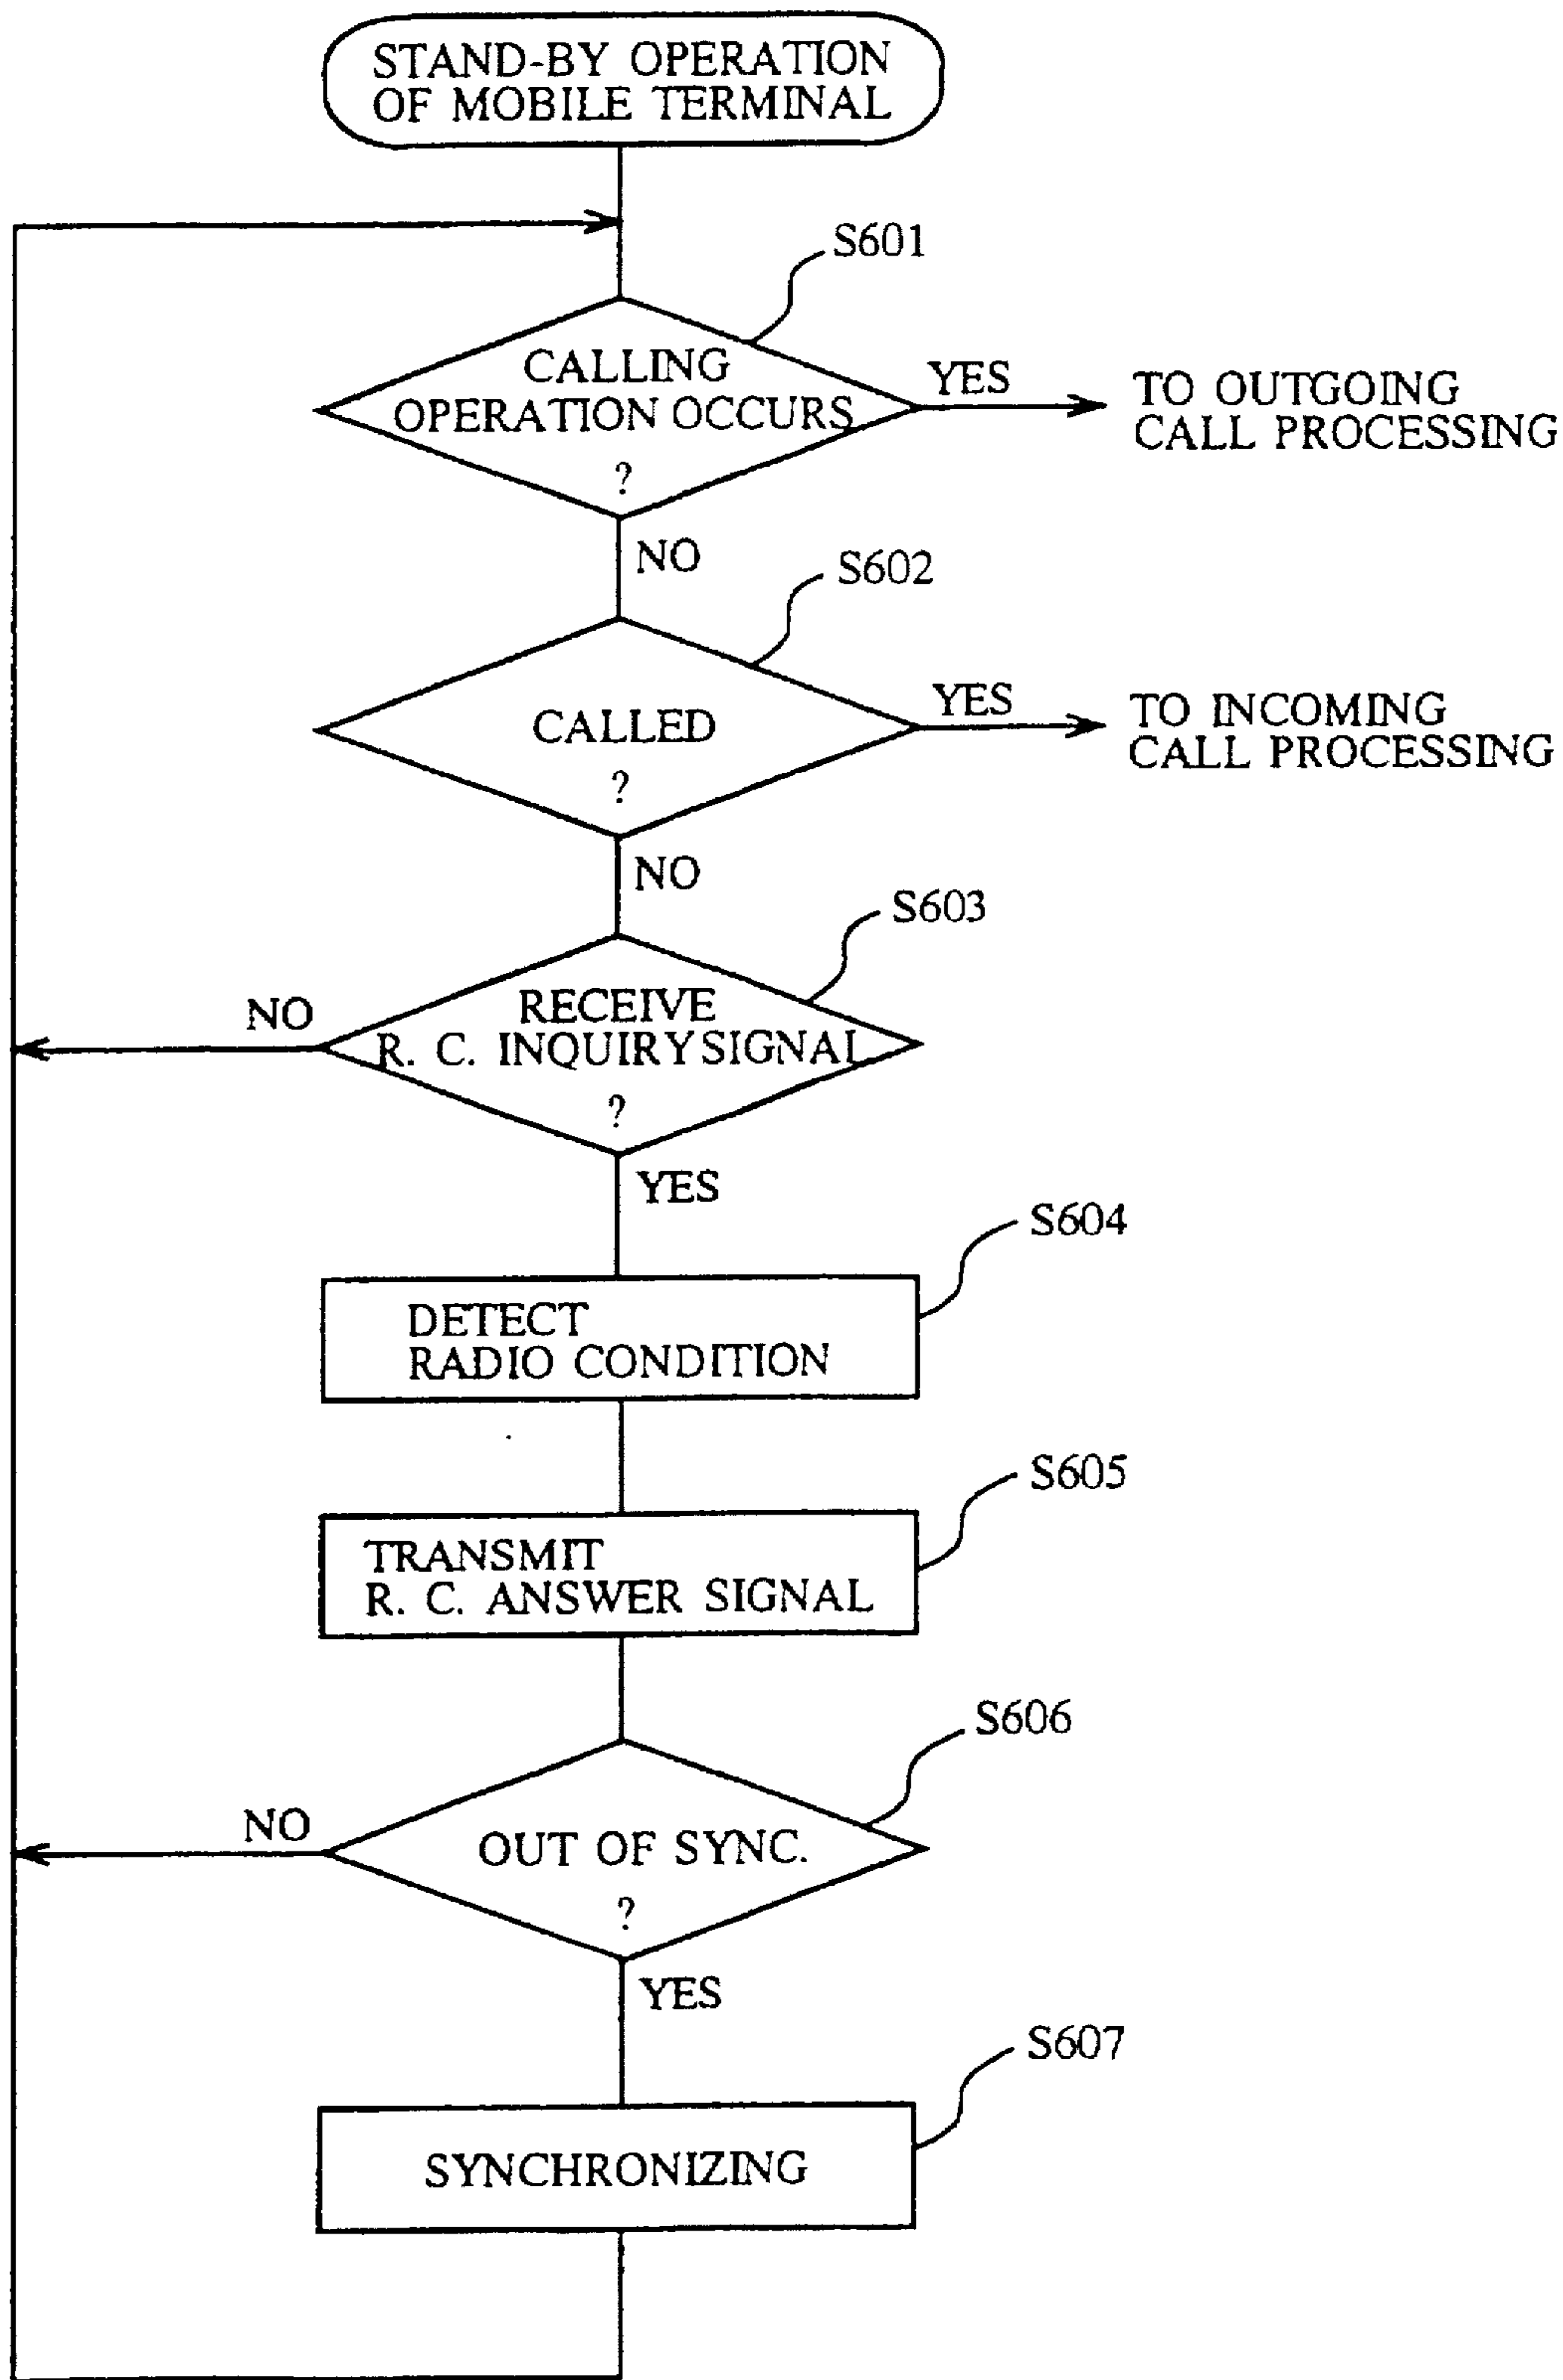 STAND-BY OPERATION
OF MOBILE TERMINAL
S601
CALLING
OPERATION OCCURS
?
YES
TO OUTGOING
CALL PROCESSING
NO
S602
CALLED
?
YES
TO INCOMING
CALL PROCESSING
NO
S603
RECEIVE
R. C. INQUIRY SIGNAL
?
NO
YES
S604
DETECT
RADIO CONDITION
S605
TRANSMIT
R. C. ANSWER SIGNAL
S606
OUT OF SYNC.
?
NO
YES
S607
SYNCHRONIZING